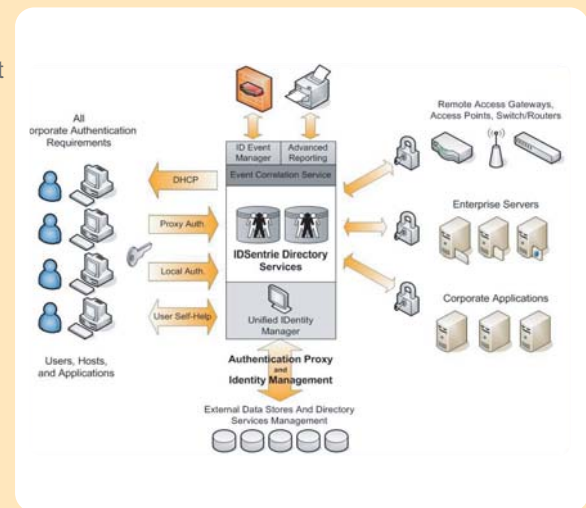 t
All
orporate Authentication
Requirements
Users, Hosts,
and Applications
DHCP
Proxy Auth.
Local Auth.
User Self-Help
ID Event
Manager
Advanced
Reporting
Event Correlation Service
IDSentrie Directory
Services
Unified IDentity
Manager
Authentication Proxy
and
Identity Management
External Data Stores And Directory
Services Management
Remote Access Gateways,
Access Points, Switch/Routers
Enterprise Servers
Corporate Applications